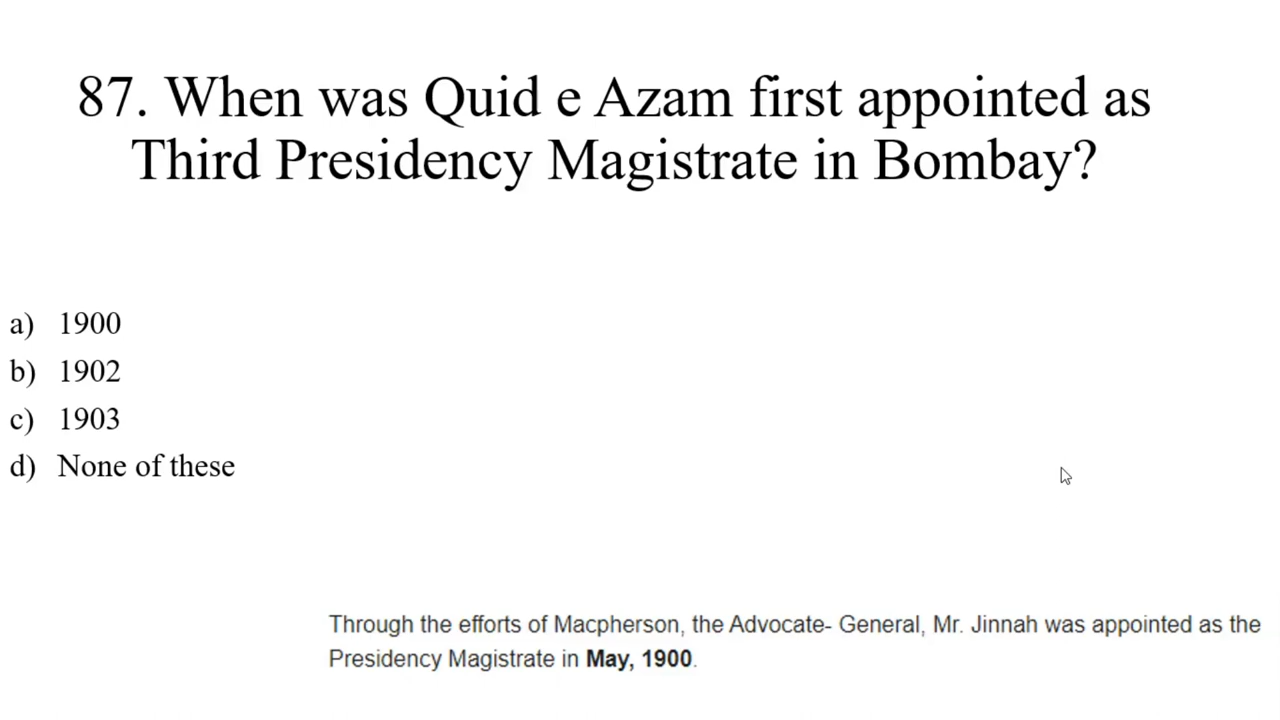 87. When was Quid e Azam first appointed as
Third Presidency Magistrate in Bombay?
a) 1900
b) 1902
c) 1903
d) None of these
Through the efforts of Macpherson, the Advocate- General, Mr. Jinnah was appointed as the
Presidency Magistrate in May, 1900.